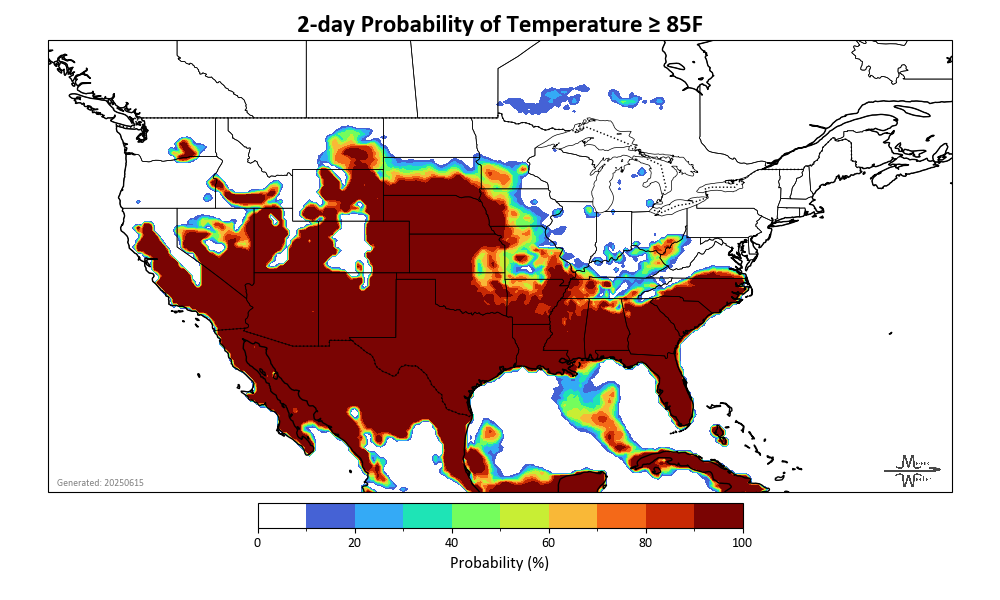 2-day Probability of Temperature ≥ 85F
Generated: 20250615
0 20 40 60 80 100
Probability (%)